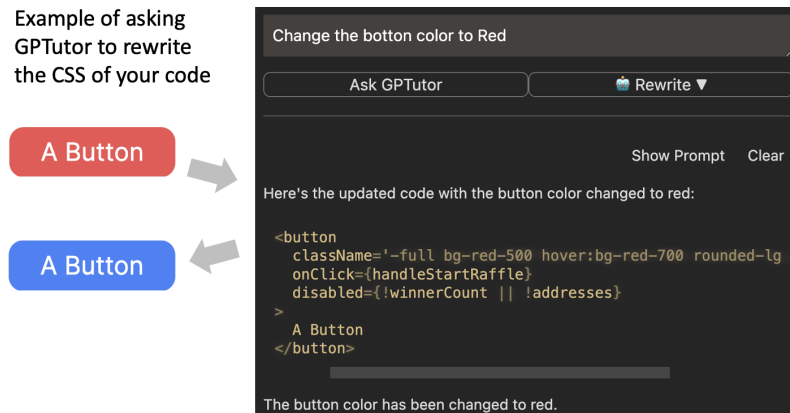 Example of asking
GPTutor to rewrite
the CSS of your code
A Button
A Button
Change the botton color to Red
Ask GPTutor
Rewrite ▼
Show Prompt
Clear
Here's the updated code with the button color changed to red:
<button
className='-full bg-red-500 hover:bg-red-700 rounded-lg
onClick={handleStartRaffle}
disabled={!winnerCount || !addresses}
>
A Button
</button>
The button color has been changed to red.